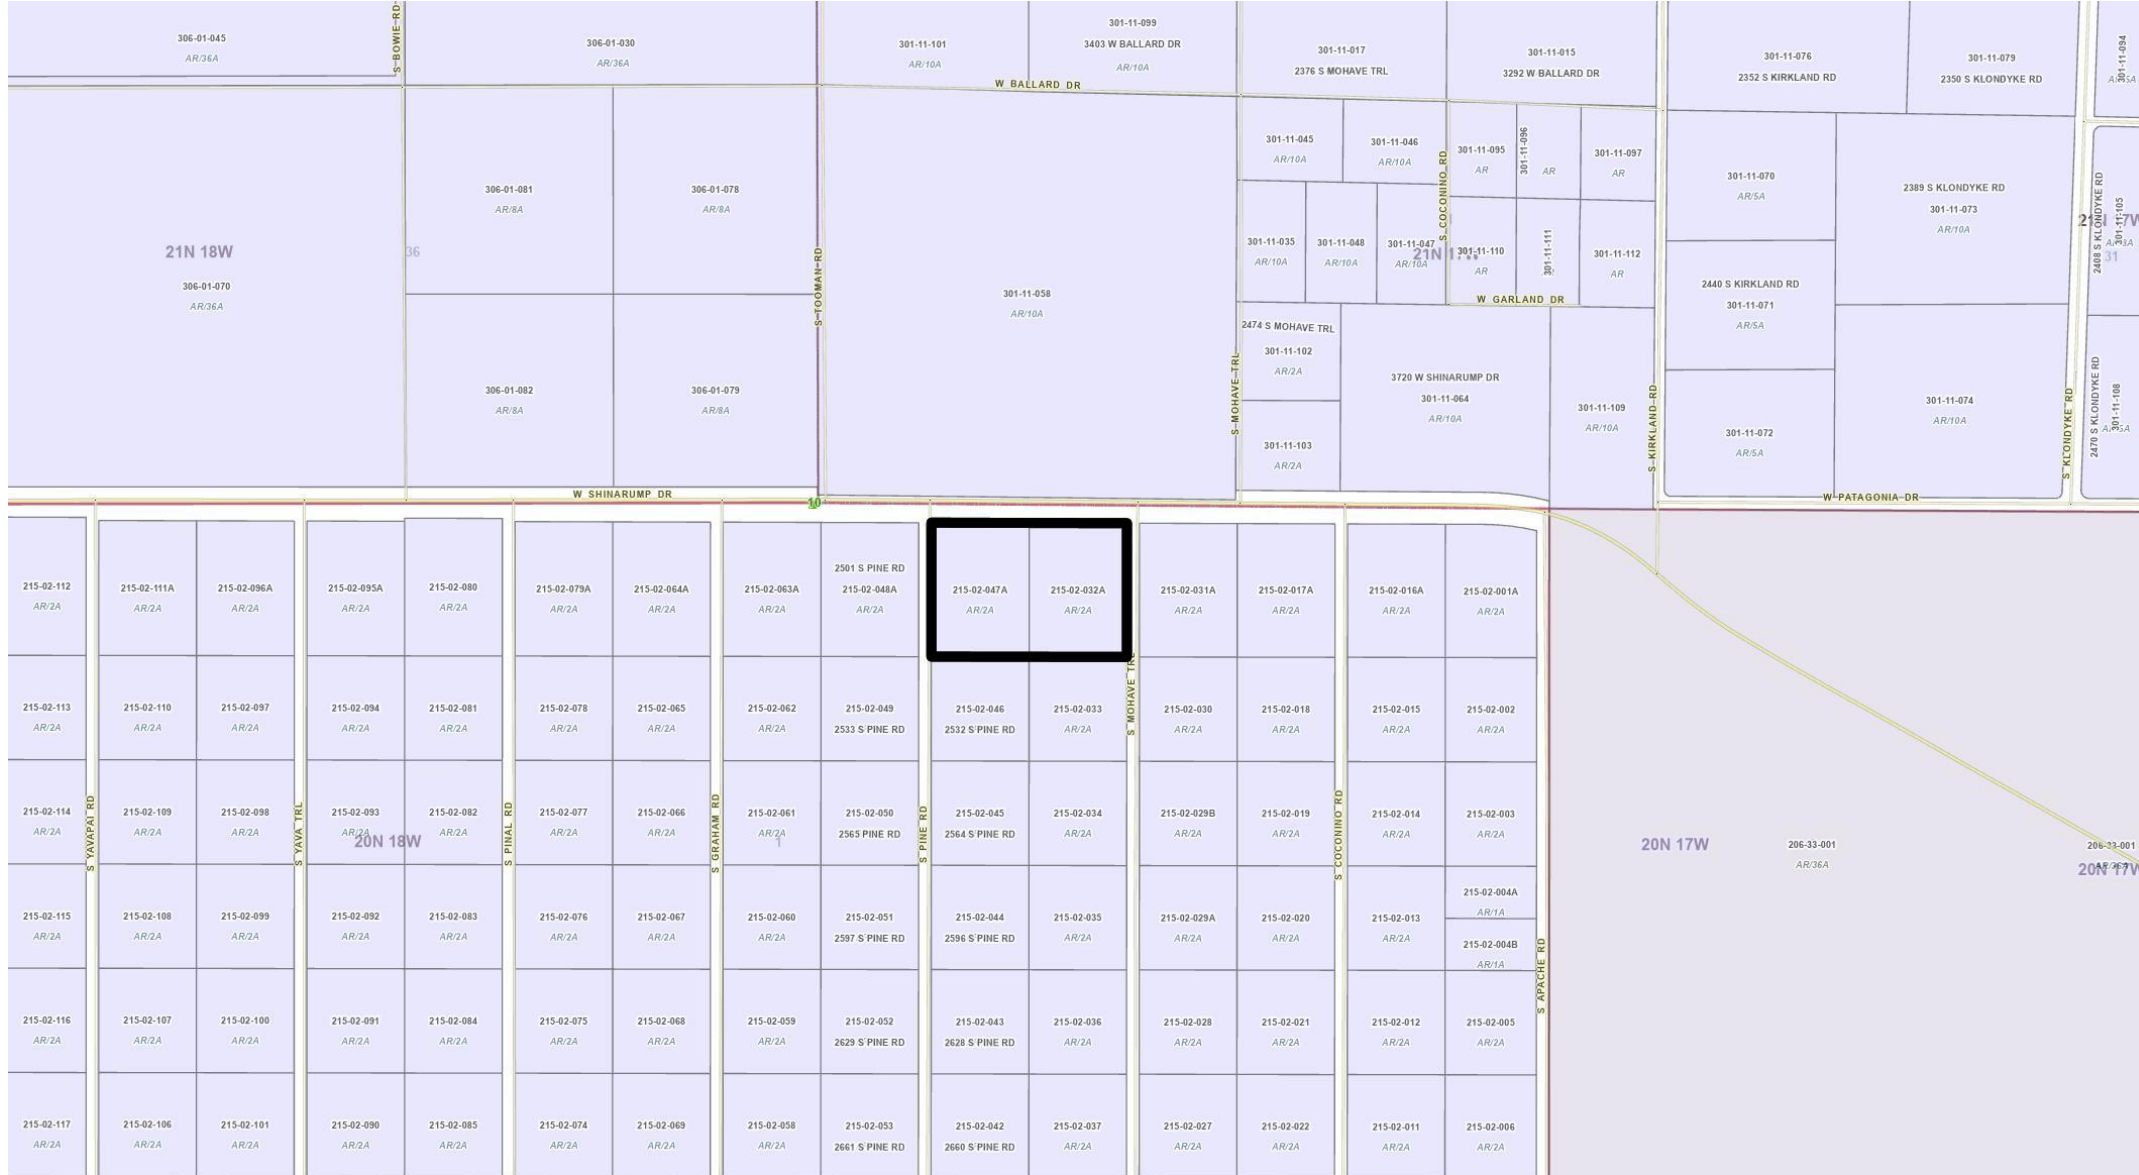 S BOWIE RD
306-01-045
AR/36A
306-01-030
AR/36A
301-11-101
AR/10A
301-11-099
3403 W BALLARD DR
AR/10A
301-11-017
2376 S MOHAVE TRL
301-11-015
3292 W BALLARD DR
301-11-076
2352 S KIRKLAND RD
301-11-079
2350 S KLONDYKE RD
301-11-094
W BALLARD DR
306-01-081
AR/8A
306-01-078
AR/8A
301-11-045
AR/10A
301-11-046
AR/10A
S COCONINO RD
301-11-095
AR
301-11-096
AR
301-11-097
AR
301-11-070
AR/5A
2389 S KLONDYKE RD
301-11-073
AR/10A
2408 S KLONDYKE RD
301-11-105
31
21N 18W
36
306-01-070
AR/36A
S TOOMAN RD
301-11-058
AR/10A
301-11-035
AR/10A
301-11-048
AR/10A
301-11-047
AR/10A
301-11-110
AR
301-11-111
301-11-112
AR
W GARLAND DR
2440 S KIRKLAND RD
301-11-071
AR/5A
2474 S MOHAVE TRL
301-11-102
AR/2A
306-01-082
AR/8A
306-01-079
AR/8A
S MOHAVE TRL
301-11-103
AR/2A
3720 W SHINARUMP DR
301-11-064
AR/10A
301-11-109
AR/10A
S KIRKLAND RD
301-11-072
AR/5A
301-11-074
AR/10A
S KLONDYKE RD
2470 S KLONDYKE RD
301-11-108
W SHINARUMP DR
W PATAGONIA DR
215-02-112
AR/2A
215-02-111A
AR/2A
215-02-096A
AR/2A
215-02-095A
AR/2A
215-02-080
AR/2A
215-02-079A
AR/2A
215-02-064A
AR/2A
215-02-063A
AR/2A
2501 S PINE RD
215-02-048A
AR/2A
215-02-047A
AR/2A
215-02-032A
AR/2A
215-02-031A
AR/2A
215-02-017A
AR/2A
215-02-016A
AR/2A
215-02-001A
AR/2A
215-02-113
AR/2A
215-02-110
AR/2A
215-02-097
AR/2A
215-02-094
AR/2A
215-02-081
AR/2A
215-02-078
AR/2A
215-02-065
AR/2A
215-02-062
AR/2A
215-02-049
2533 S PINE RD
215-02-046
2532 S PINE RD
215-02-033
AR/2A
S MOHAVE TRL
215-02-030
AR/2A
215-02-018
AR/2A
215-02-015
AR/2A
215-02-002
AR/2A
215-02-114
AR/2A
S YAVAPAI RD
215-02-109
AR/2A
215-02-098
AR/2A
S YAVA TRL
215-02-093
AR/2A
20N 18W
215-02-082
AR/2A
S PINAL RD
215-02-077
AR/2A
215-02-066
AR/2A
S GRAHAM RD
215-02-061
AR/2A
1
215-02-050
2565 PINE RD
S PINE RD
215-02-045
2564 S PINE RD
215-02-034
AR/2A
215-02-029B
AR/2A
215-02-019
AR/2A
S COCONINO RD
215-02-014
AR/2A
215-02-003
AR/2A
20N 17W
206-33-001
AR/36A
206-33-001
AR/36A
20N 17W
215-02-115
AR/2A
215-02-108
AR/2A
215-02-099
AR/2A
215-02-092
AR/2A
215-02-083
AR/2A
215-02-076
AR/2A
215-02-067
AR/2A
215-02-060
AR/2A
215-02-051
2597 S PINE RD
215-02-044
2596 S PINE RD
215-02-035
AR/2A
215-02-029A
AR/2A
215-02-020
AR/2A
215-02-013
AR/2A
215-02-004A
AR/1A
215-02-004B
AR/1A
S APACHE RD
215-02-116
AR/2A
215-02-107
AR/2A
215-02-100
AR/2A
215-02-091
AR/2A
215-02-084
AR/2A
215-02-075
AR/2A
215-02-068
AR/2A
215-02-059
AR/2A
215-02-052
2629 S PINE RD
215-02-043
2628 S PINE RD
215-02-036
AR/2A
215-02-028
AR/2A
215-02-021
AR/2A
215-02-012
AR/2A
215-02-005
AR/2A
215-02-117
AR/2A
215-02-106
AR/2A
215-02-101
AR/2A
215-02-090
AR/2A
215-02-085
AR/2A
215-02-074
AR/2A
215-02-069
AR/2A
215-02-058
AR/2A
215-02-053
2661 S PINE RD
215-02-042
2660 S PINE RD
215-02-037
AR/2A
215-02-027
AR/2A
215-02-022
AR/2A
215-02-011
AR/2A
215-02-006
AR/2A